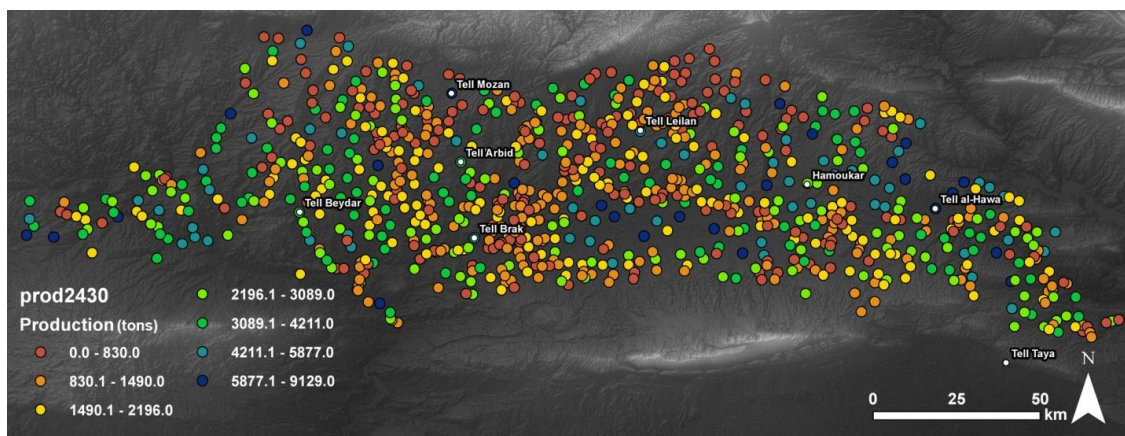 Tell Mozan
Tell Leilan
Tell Arbid
Hamoukar
Tell Beydar
Tell al-Hawa
Tell Brak
prod2430
Production (tons)
0.0 - 830.0
830.1 - 1490.0
1490.1 - 2196.0
2196.1 - 3089.0
3089.1 - 4211.0
4211.1 - 5877.0
5877.1 - 9129.0
Tell Taya
N
0 25 50
km